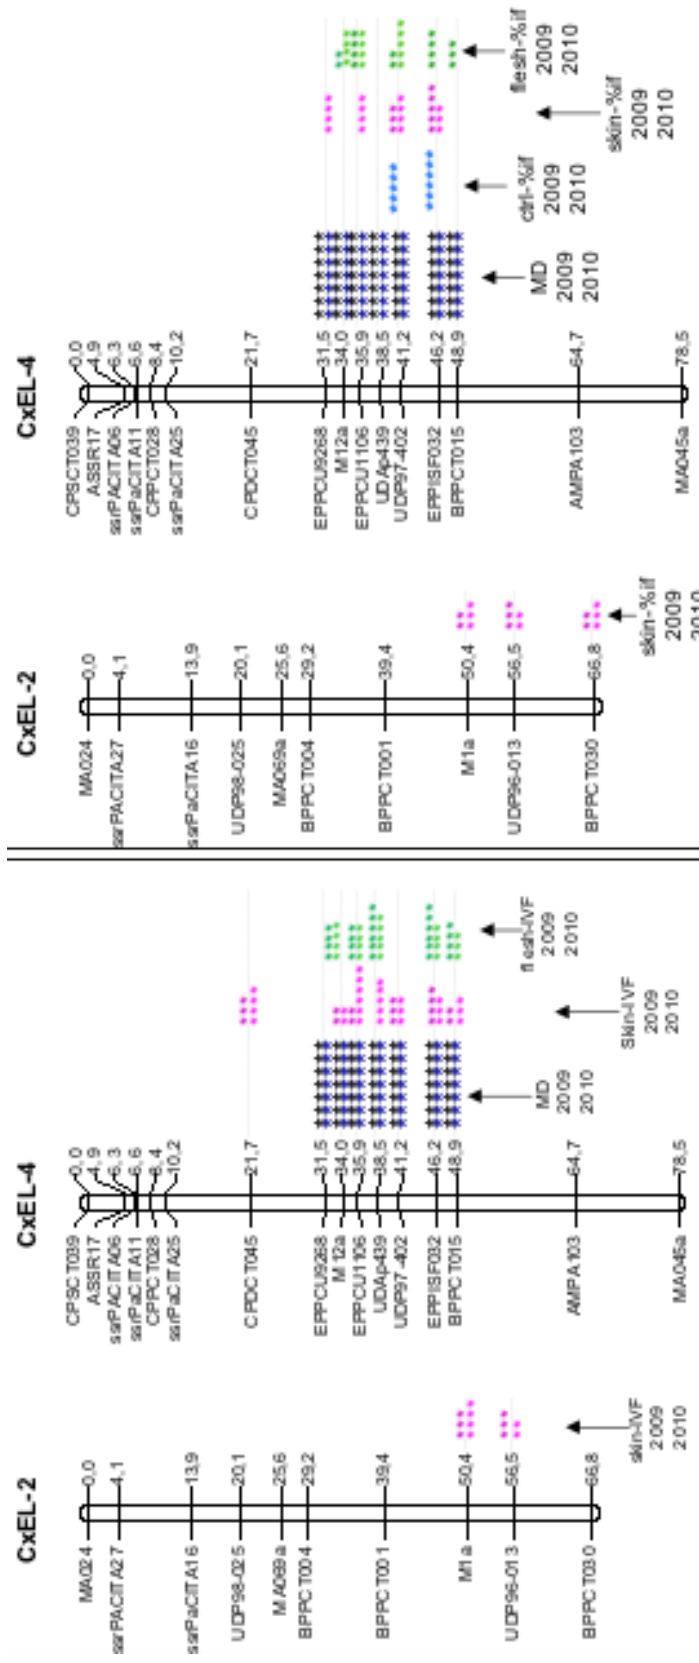 CxEL-2
MA024 0,0
ssrPACITA27 4,1
ssrPaCITA16 13,9
UDP98-025 20,1
MA069a 25,6
BPPCT004 29,2
BPPCT001 39,4
M1a 50,4
UDP96-013 56,5
BPPCT030 66,8
skin-IVF
2009
2010
CxEL-4
CPSCT039 0,0
ASSR17 4,9
ssrPACITA06 6,3
ssrPaCITA11 6,6
CPPCT028 8,4
ssrPaCITA25 10,2
CPDCT045 21,7
EPPCU9268 31,5
M12a 34,0
EPPCU1106 35,9
UDAp439 38,5
UDP97-402 41,2
EPPISF032 46,2
BPPCT015 48,9
AMPA103 64,7
MA045a 78,5
MD
2009
2010
Skin-IVF
2009
2010
flesh-IVF
2009
2010
CxEL-2
MA024 0,0
ssrPACITA27 4,1
ssrPaCITA16 13,9
UDP98-025 20,1
MA069a 25,6
BPPCT004 29,2
BPPCT001 39,4
M1a 50,4
UDP96-013 56,5
BPPCT030 66,8
skin-%if
2009
2010
CxEL-4
CPSCT039 0,0
ASSR17 4,9
ssrPACITA06 6,3
ssrPaCITA11 6,6
CPPCT028 8,4
ssrPaCITA25 10,2
CPDCT045 21,7
EPPCU9268 31,5
M12a 34,0
EPPCU1106 35,9
UDAp439 38,5
UDP97-402 41,2
EPPISF032 46,2
BPPCT015 48,9
AMPA103 64,7
MA045a 78,5
MD
2009
2010
ctrl-%if
2009
2010
skin-%if
2009
2010
flesh-%if
2009
2010